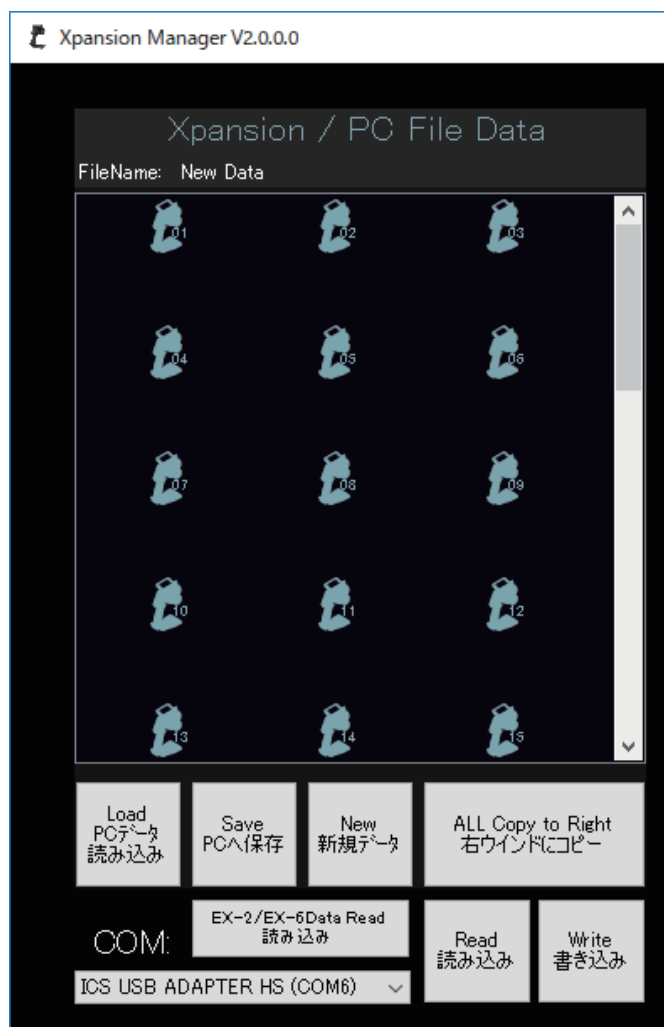 Xpansion Manager V2.0.0.0
Xpansion / PC File Data
FileName: New Data
01 02 03
04 05 06
07 08 09
10 11 12
13 14 15
Load
PCデータ
読み込み
Save
PCへ保存
New
新規データ
ALL Copy to Right
右ウインドにコピー
COM:
EX-2/EX-6Data Read
読み込み
Read
読み込み
Write
書き込み
ICS USB ADAPTER HS (COM6)